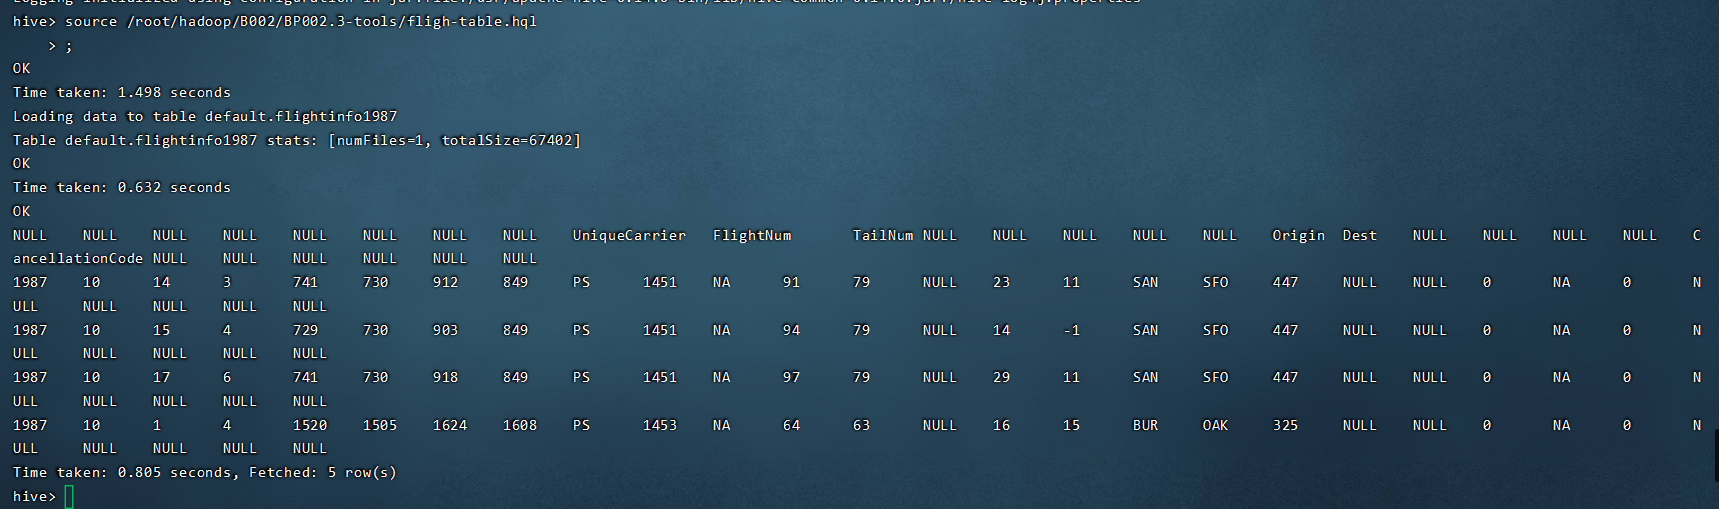 hive> source /root/hadoop/B002/BP002.3-tools/fligh-table.hql
    > ;
OK
Time taken: 1.498 seconds
Loading data to table default.flightinfo1987
Table default.flightinfo1987 stats: [numFiles=1, totalSize=67402]
OK
Time taken: 0.632 seconds
OK
NULL	NULL	NULL	NULL	NULL	NULL	NULL	NULL	UniqueCarrier	FlightNum	TailNum	NULL	NULL	NULL	NULL	NULL	Origin	Dest	NULL	NULL	NULL	NULL	C
ancellationCode	NULL	NULL	NULL	NULL	NULL	NULL
1987	10	14	3	741	730	912	849	PS	1451	NA	91	79	NULL	23	11	SAN	SFO	447	NULL	NULL	0	NA	0	N
ULL	NULL	NULL	NULL	NULL
1987	10	15	4	729	730	903	849	PS	1451	NA	94	79	NULL	14	-1	SAN	SFO	447	NULL	NULL	0	NA	0	N
ULL	NULL	NULL	NULL	NULL
1987	10	17	6	741	730	918	849	PS	1451	NA	97	79	NULL	29	11	SAN	SFO	447	NULL	NULL	0	NA	0	N
ULL	NULL	NULL	NULL	NULL
1987	10	1	4	1520	1505	1624	1608	PS	1453	NA	64	63	NULL	16	15	BUR	OAK	325	NULL	NULL	0	NA	0	N
ULL	NULL	NULL	NULL	NULL
Time taken: 0.805 seconds, Fetched: 5 row(s)
hive>